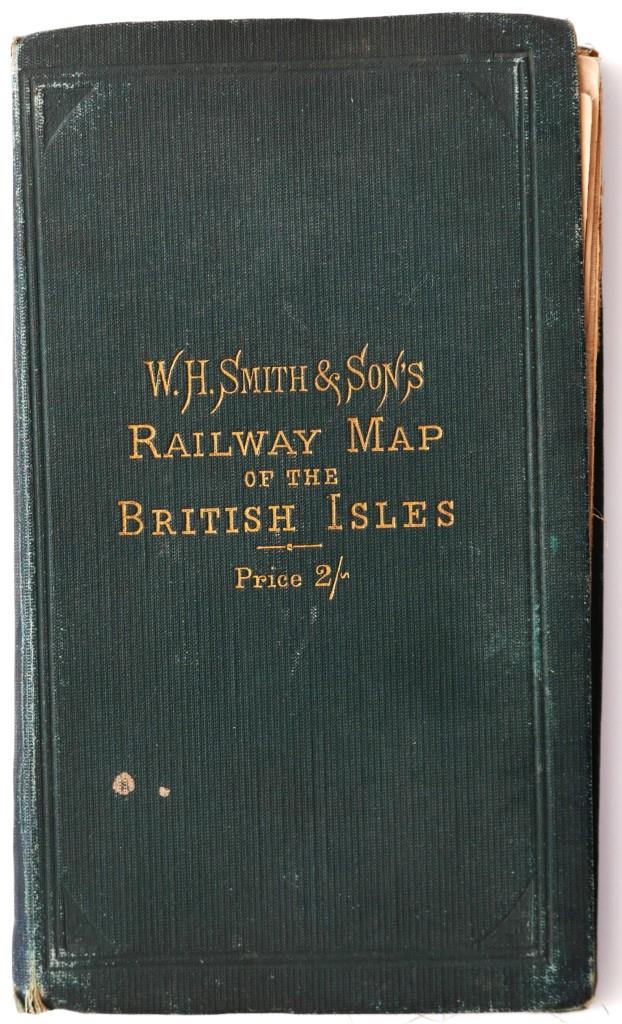 W.H. SMITH & SON'S
RAILWAY MAP
OF THE
BRITISH ISLES
Price 2/~